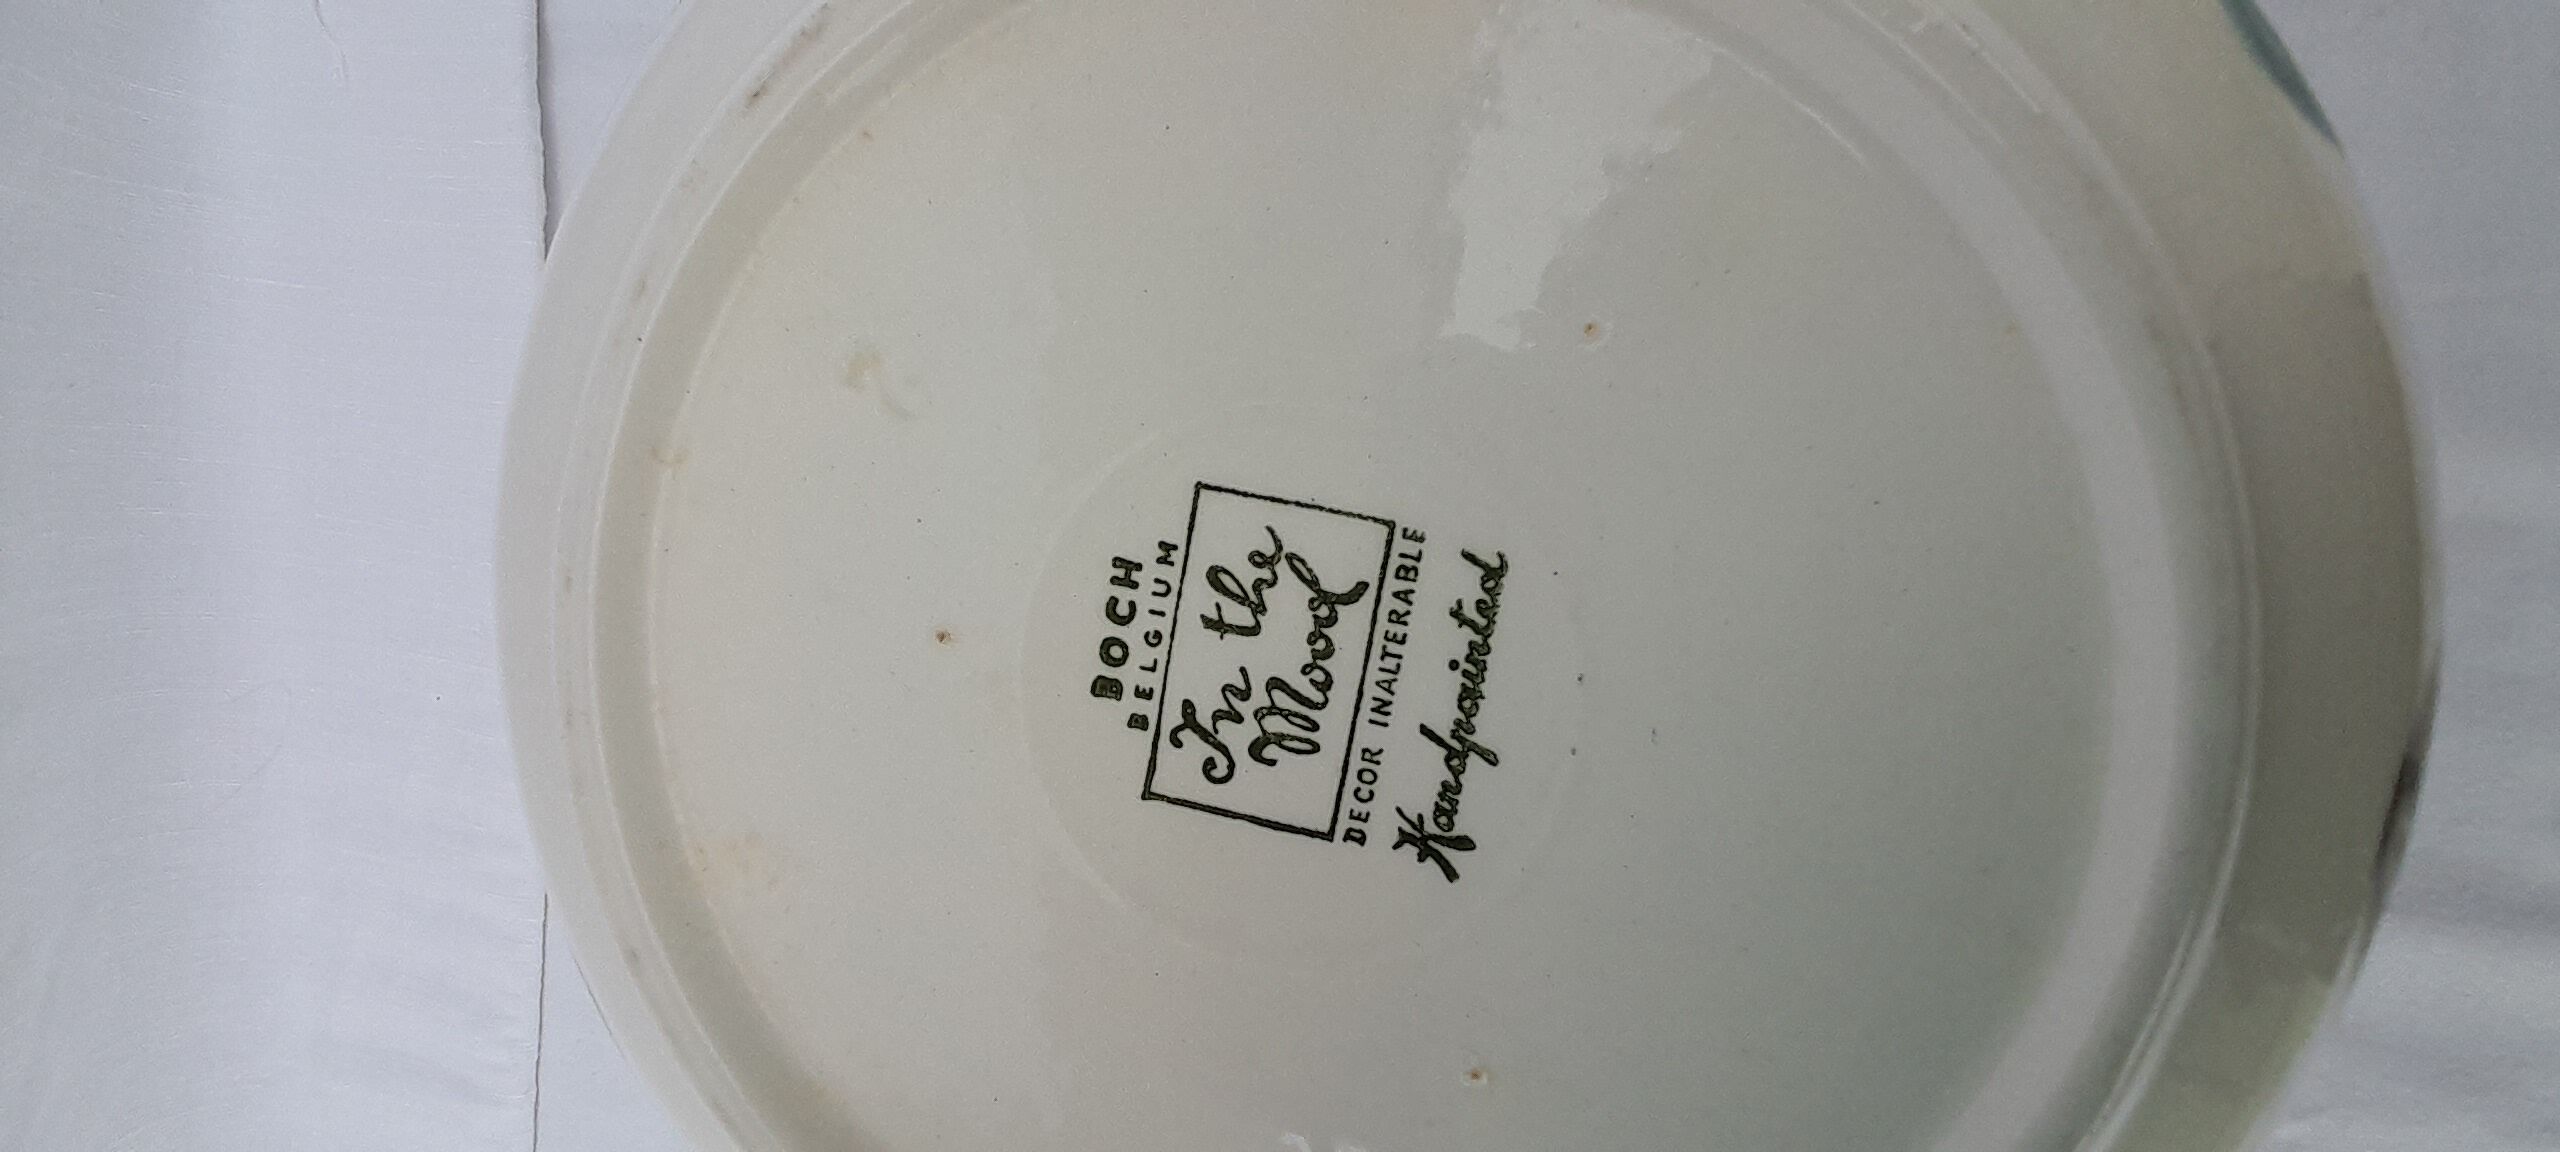 BOCH
BELGIUM
In the
Mood
DECOR INALTERABLE
Handpainted